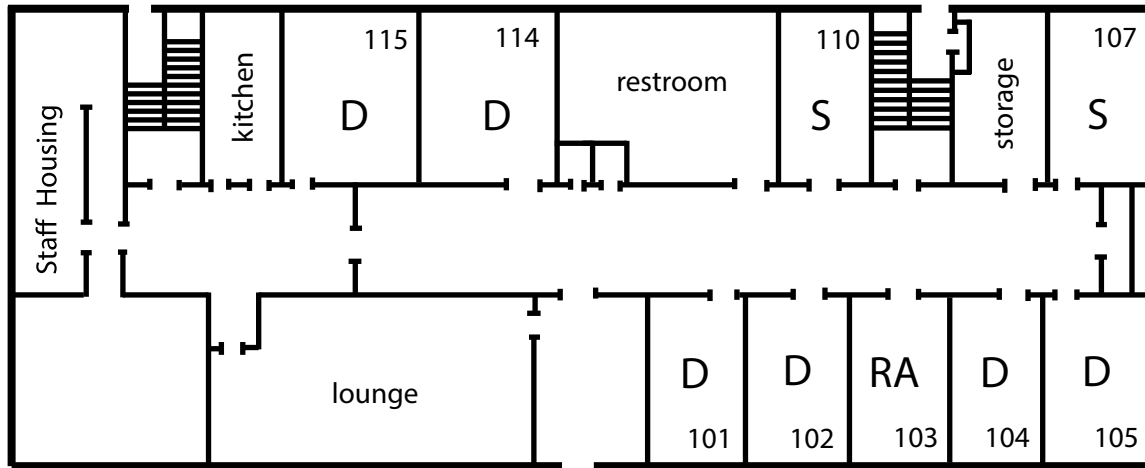 115
114
110
107
restroom
kitchen
storage
D
D
S
S
Staff Housing
lounge
D
D
RA
D
D
101
102
103
104
105